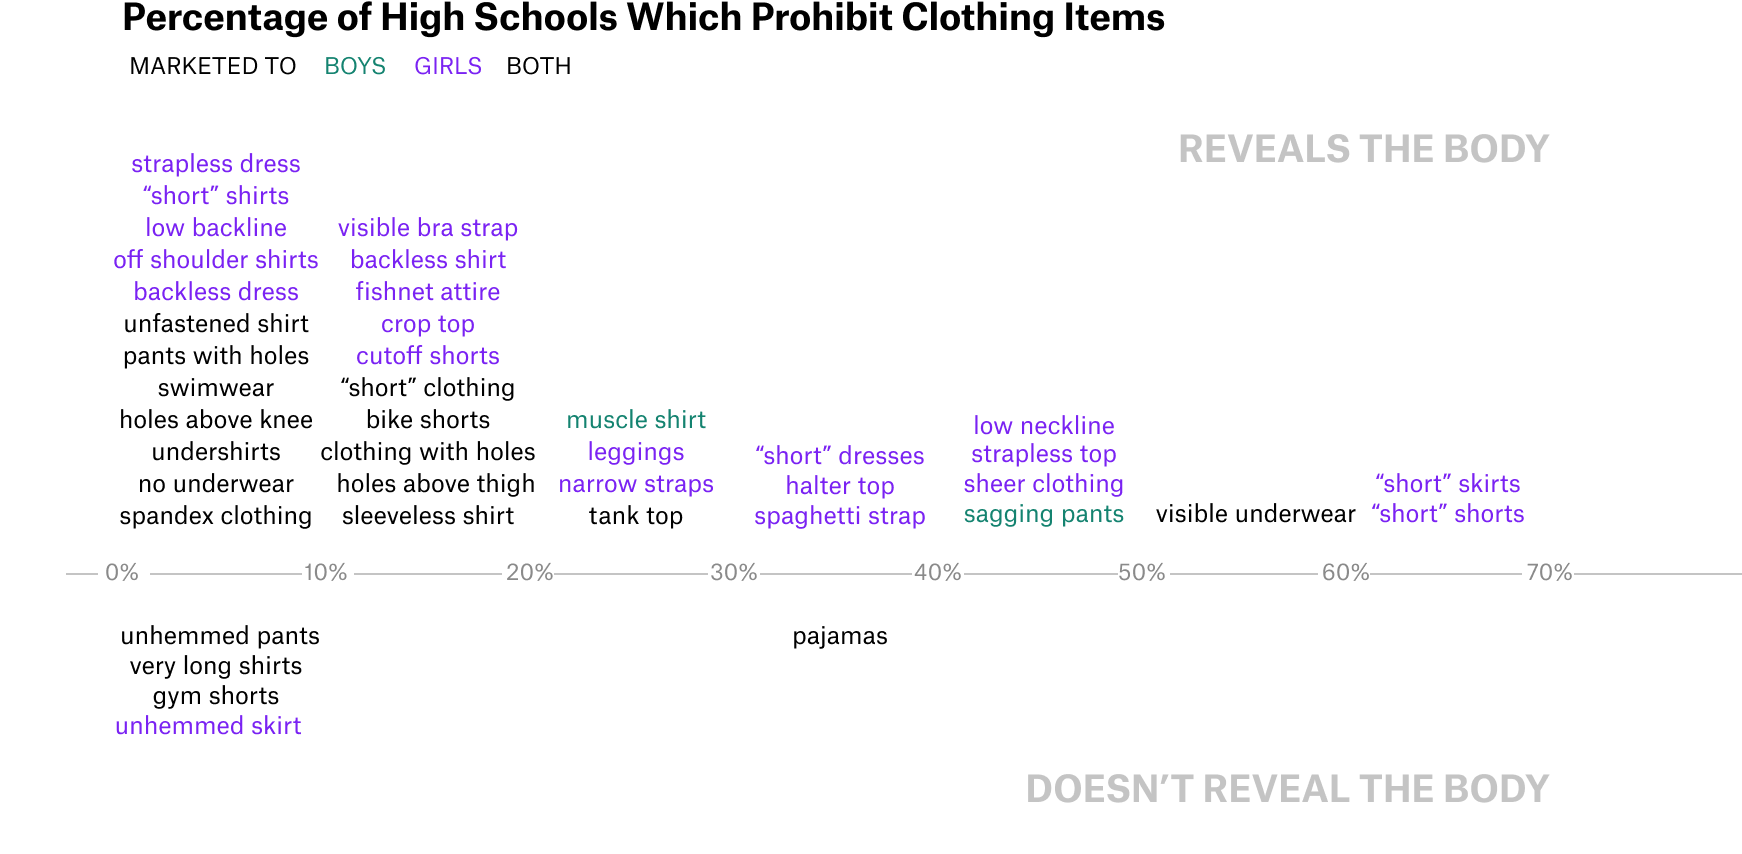 Percentage of High Schools Which Prohibit Clothing Items
MARKETED TO BOYS GIRLS BOTH
REVEALS THE BODY
strapless dress
“short” shirts
low backline
off shoulder shirts
backless dress
unfastened shirt
pants with holes
swimwear
holes above knee
undershirts
no underwear
spandex clothing
visible bra strap
backless shirt
fishnet attire
crop top
cutoff shorts
“short” clothing
bike shorts
clothing with holes
holes above thigh
sleeveless shirt
muscle shirt
leggings
narrow straps
tank top
“short” dresses
halter top
spaghetti strap
low neckline
strapless top
sheer clothing
sagging pants
visible underwear
“short” skirts
“short” shorts
0% 10% 20% 30% 40% 50% 60% 70%
unhemmed pants
very long shirts
gym shorts
unhemmed skirt
pajamas
DOESN’T REVEAL THE BODY